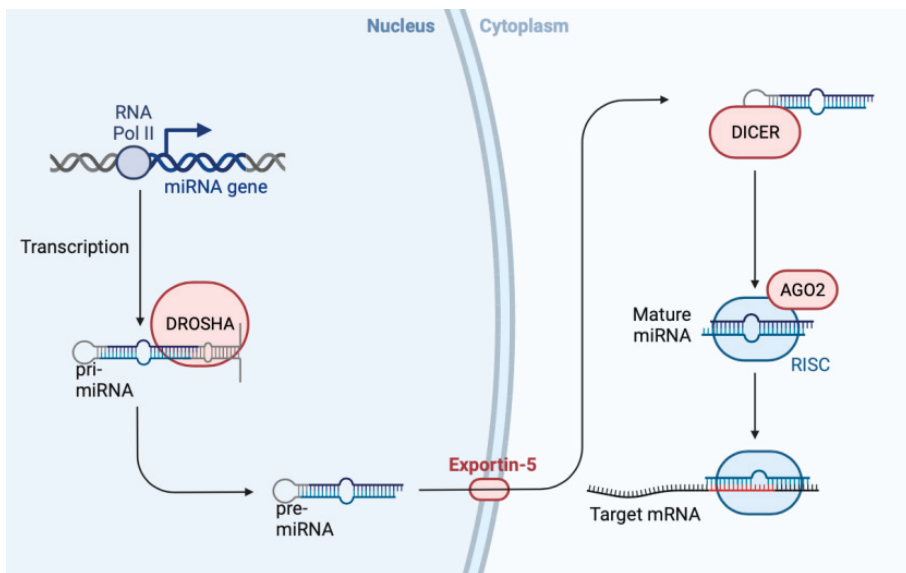 Nucleus
Cytoplasm
RNA
Pol II
miRNA gene
Transcription
DROSHA
pri-
miRNA
pre-
miRNA
Exportin-5
DICER
AGO2
Mature
miRNA
RISC
Target mRNA